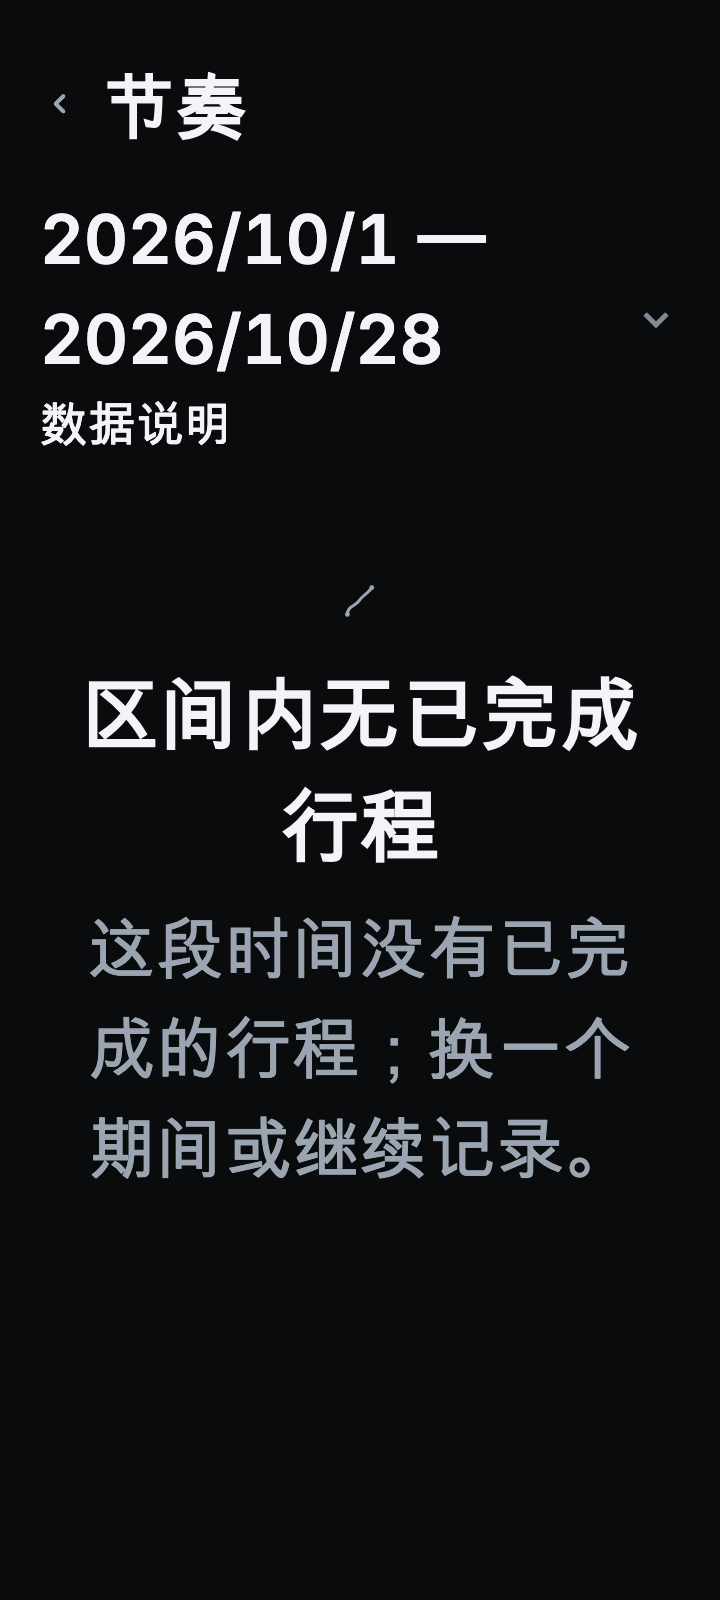 节奏
2026/10/1 —
2026/10/28
数据说明
区间内无已完成
行程
这段时间没有已完
成的行程；换一个
期间或继续记录。